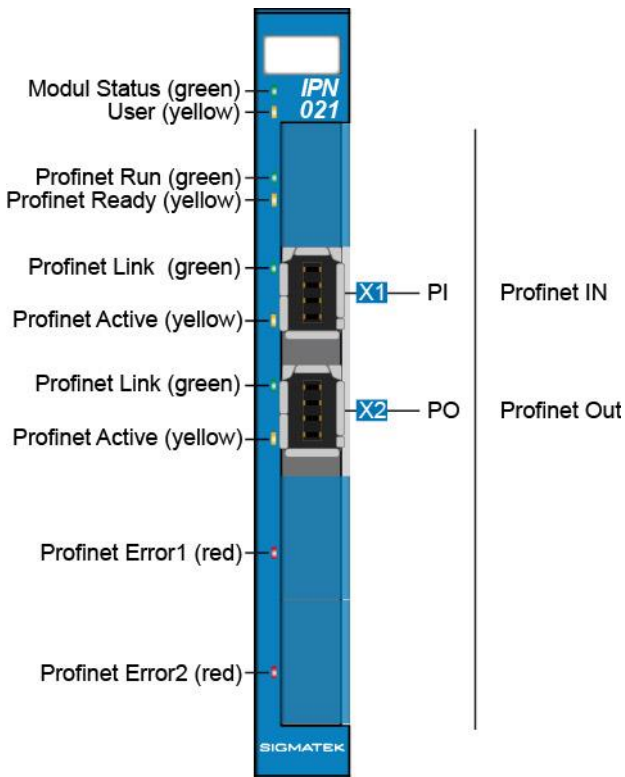 Modul Status (green)
User (yellow)
IPN
021
Profinet Run (green)
Profinet Ready (yellow)
Profinet Link (green)
X1 PI Profinet IN
Profinet Active (yellow)
Profinet Link (green)
X2 PO Profinet Out
Profinet Active (yellow)
Profinet Error1 (red)
Profinet Error2 (red)
SIGMATEK